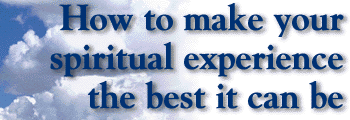 How to make your
spiritual experience
the best it can be